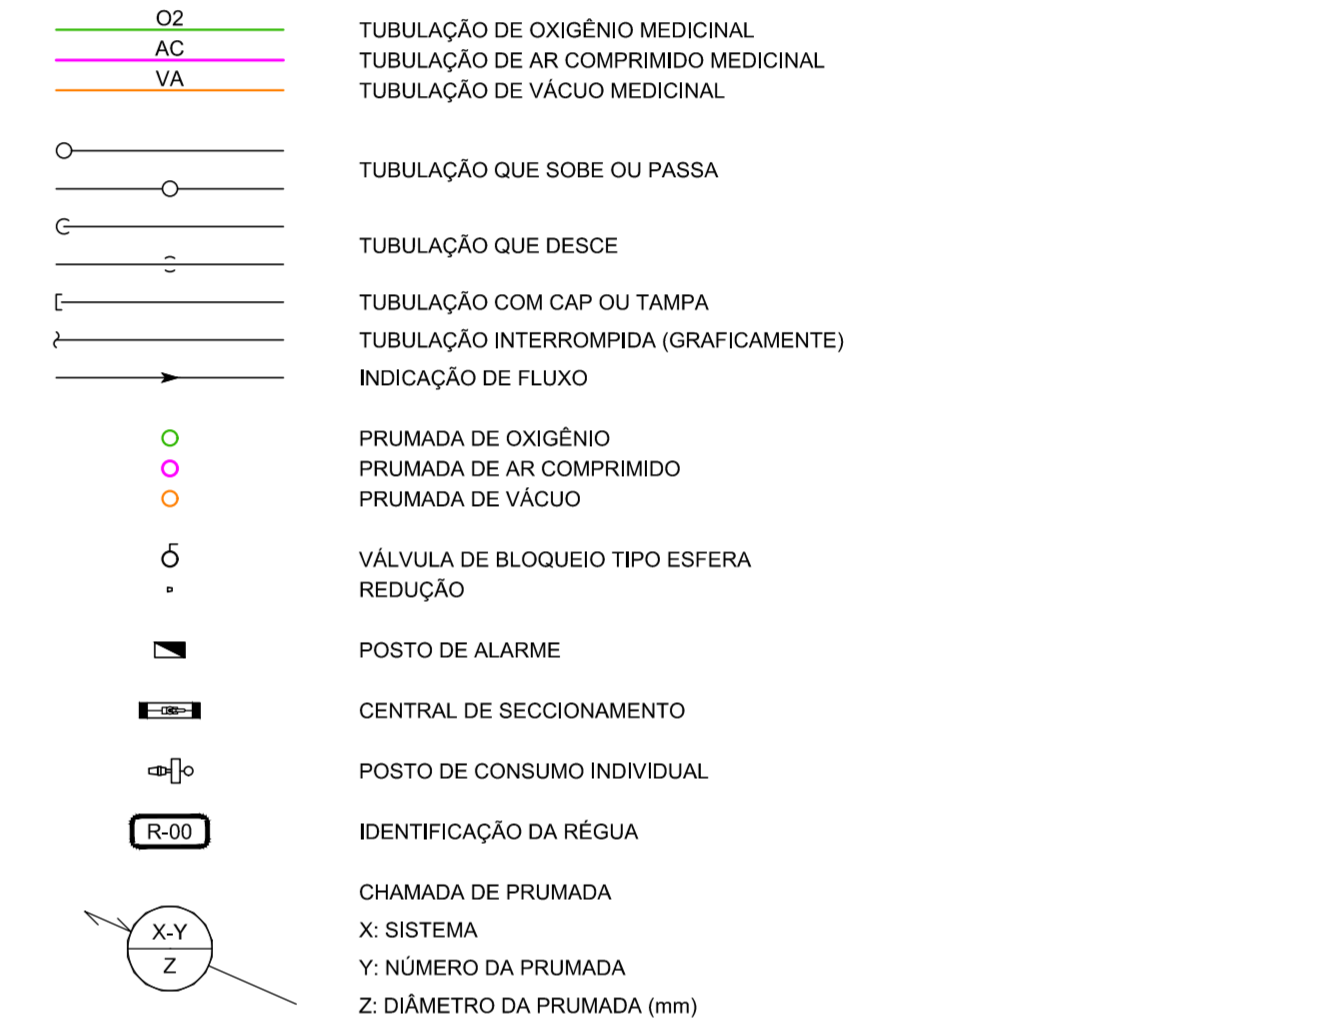 O2 TUBULAÇÃO DE OXIGÊNIO MEDICINAL
AC TUBULAÇÃO DE AR COMPRIMIDO MEDICINAL
VA TUBULAÇÃO DE VÁCUO MEDICINAL
TUBULAÇÃO QUE SOBE OU PASSA
TUBULAÇÃO QUE DESCE
TUBULAÇÃO COM CAP OU TAMPA
TUBULAÇÃO INTERROMPIDA (GRAFICAMENTE)
INDICAÇÃO DE FLUXO
PRUMADA DE OXIGÊNIO
PRUMADA DE AR COMPRIMIDO
PRUMADA DE VÁCUO
VÁLVULA DE BLOQUEIO TIPO ESFERA
REDUÇÃO
POSTO DE ALARME
CENTRAL DE SECCIONAMENTO
POSTO DE CONSUMO INDIVIDUAL
R-00 IDENTIFICAÇÃO DA RÉGUA
CHAMADA DE PRUMADA
X-Y X: SISTEMA
Z Y: NÚMERO DA PRUMADA
Z: DIÂMETRO DA PRUMADA (mm)